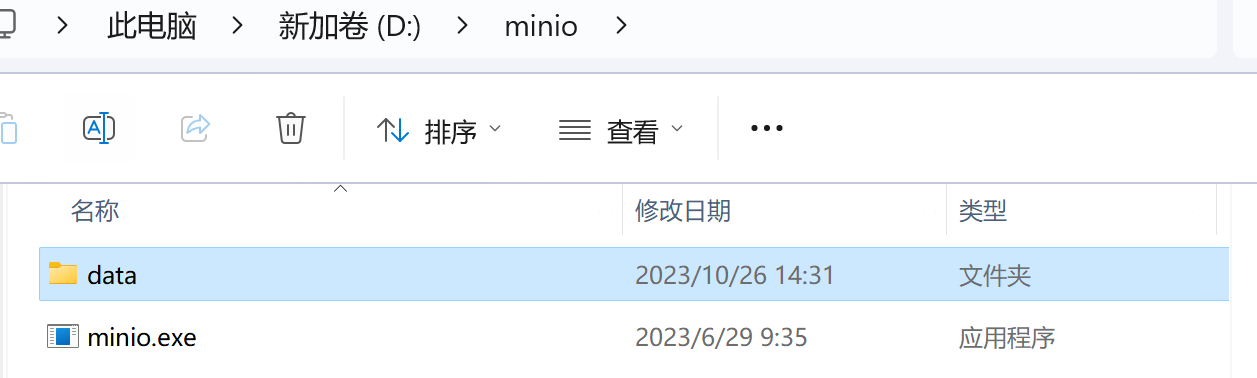 此电脑 新加卷 (D:) minio
排序 查看
名称 修改日期 类型
data 2023/10/26 14:31 文件夹
minio.exe 2023/6/29 9:35 应用程序